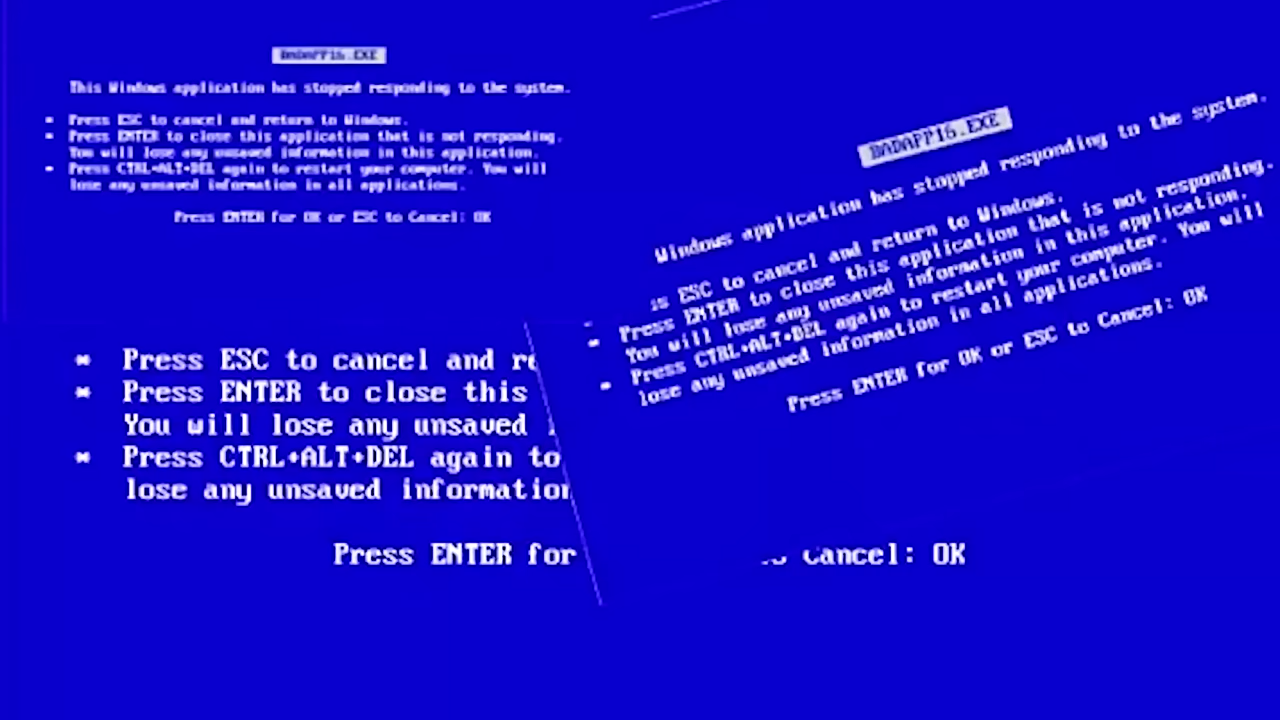 BADAPP16.EXE
This Windows application has stopped responding to the system.
* Press ESC to cancel and return to Windows.
* Press ENTER to close this application that is not responding.
You will lose any unsaved information in this application.
* Press CTRL+ALT+DEL again to restart your computer. You will
lose any unsaved information in all applications.
Press ENTER for OK or ESC to Cancel: OK
BADAPP16.EXE
Windows application has stopped responding to the system.
ESC to cancel and return to Windows.
Press ENTER to close this application that is not responding.
You will lose any unsaved information in this application.
* Press CTRL+ALT+DEL again to restart your computer. You will
* lose any unsaved information in all applications.
Press ENTER for OK or ESC to Cancel: OK
* Press ESC to cancel and re
* Press ENTER to close this
You will lose any unsaved
* Press CTRL+ALT+DEL again to
lose any unsaved information
Press ENTER for Cancel: OK